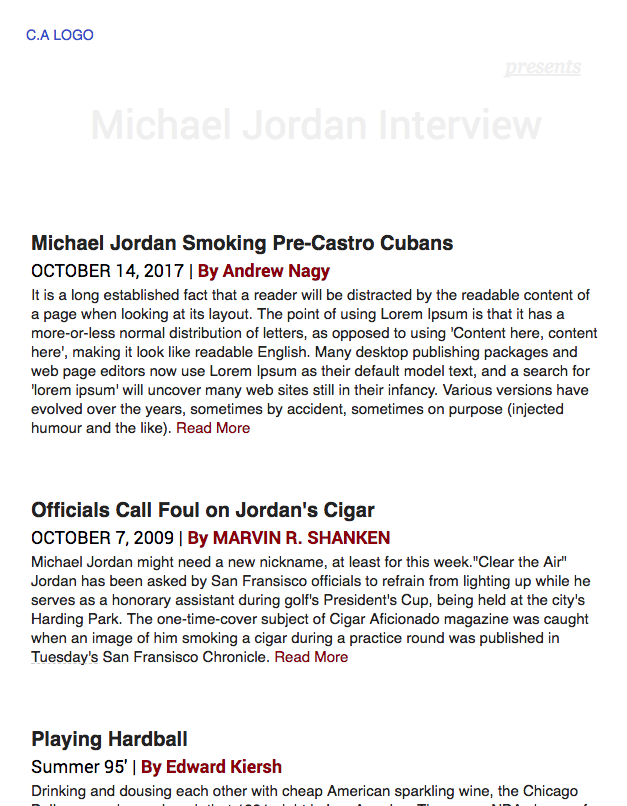 C.A LOGO
presents
Michael Jordan Interview
Michael Jordan Smoking Pre-Castro Cubans
OCTOBER 14, 2017 | By Andrew Nagy
It is a long established fact that a reader will be distracted by the readable content of
a page when looking at its layout. The point of using Lorem Ipsum is that it has a
more-or-less normal distribution of letters, as opposed to using 'Content here, content
here', making it look like readable English. Many desktop publishing packages and
web page editors now use Lorem Ipsum as their default model text, and a search for
'lorem ipsum' will uncover many web sites still in their infancy. Various versions have
evolved over the years, sometimes by accident, sometimes on purpose (injected
humour and the like). Read More
Officials Call Foul on Jordan's Cigar
OCTOBER 7, 2009 | By MARVIN R. SHANKEN
Michael Jordan might need a new nickname, at least for this week."Clear the Air"
Jordan has been asked by San Fransisco officials to refrain from lighting up while he
serves as a honorary assistant during golf's President's Cup, being held at the city's
Harding Park. The one-time-cover subject of Cigar Aficionado magazine was caught
when an image of him smoking a cigar during a practice round was published in
Tuesday's San Fransisco Chronicle. Read More
Playing Hardball
Summer 95' | By Edward Kiersh
Drinking and dousing each other with cheap American sparkling wine, the Chicago